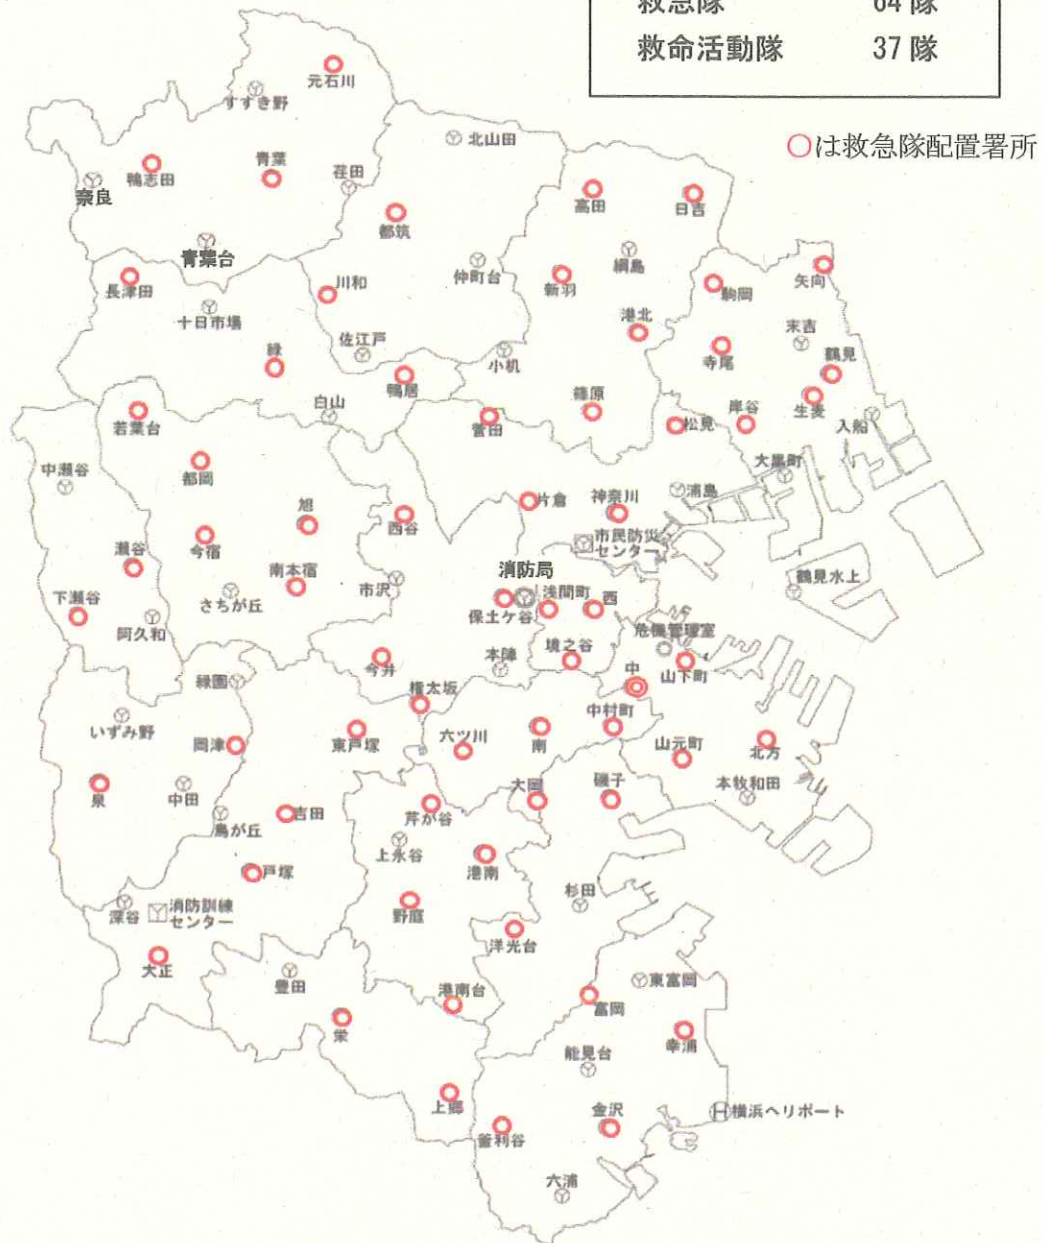 救急隊 64 隊
救命活動隊 37 隊
○は救急隊配置署所
元石川
すすき野
北山田
鴨志田
青葉
荏田
奈良
高田
日吉
都筑
青葉台
綱島
仲町台
矢向
長津田
川和
新羽
駒岡
十日市場
港北
末吉
佐江戸
小机
寺尾
鶴見
緑
鴨居
篠原
生麦
白山
岸谷
入船
若葉台
菅田
松見
中瀬谷
都岡
大黒町
浦島
片倉
神奈川
旭
西谷
市民防災
センター
今宿
瀬谷
消防局
鶴見水上
南本宿
市沢
下瀬谷
さちが丘
浅間町
西
保土ケ谷
阿久和
危機管理室
本陣
境之谷
今井
中
山下町
緑園
権太坂
中村町
いずみ野
六ツ川
南
岡津
東戸塚
山元町
北方
大岡
磯子
本牧和田
泉
中田
鳥が丘
吉田
芹が谷
上永谷
港南
戸塚
杉田
深谷
消防訓練
センター
野庭
洋光台
大正
豊田
東富岡
港南台
富岡
栄
幸浦
能見台
上郷
金沢
H横浜ヘリポート
釜利谷
六浦